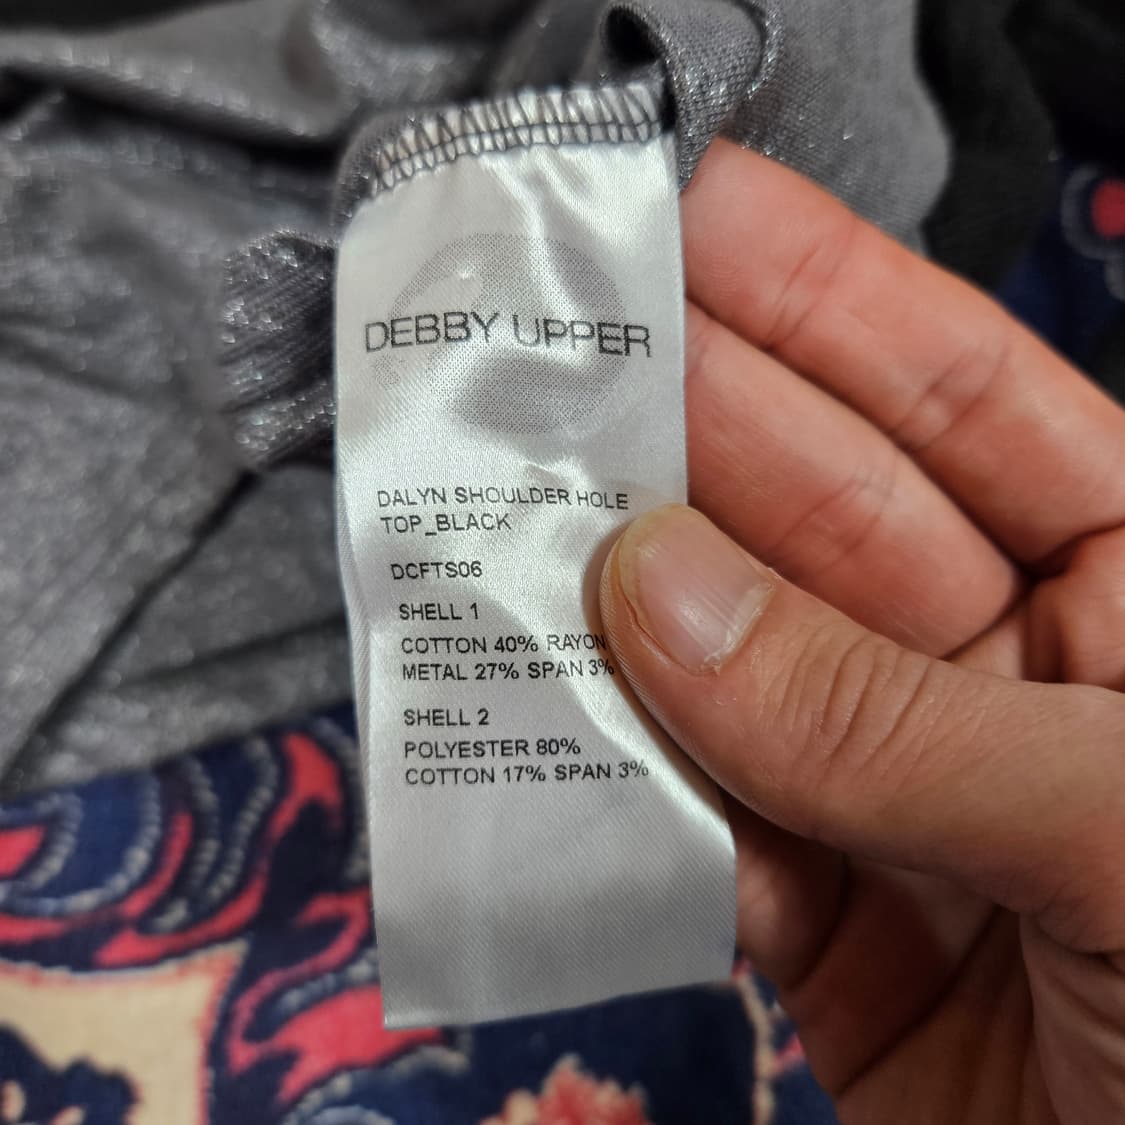 DEBBY UPPER
DALYN SHOULDER HOLE
TOP_BLACK
DCFTS06
SHELL 1
COTTON 40% RAYON
METAL 27% SPAN 3%
SHELL 2
POLYESTER 80%
COTTON 17% SPAN 3%